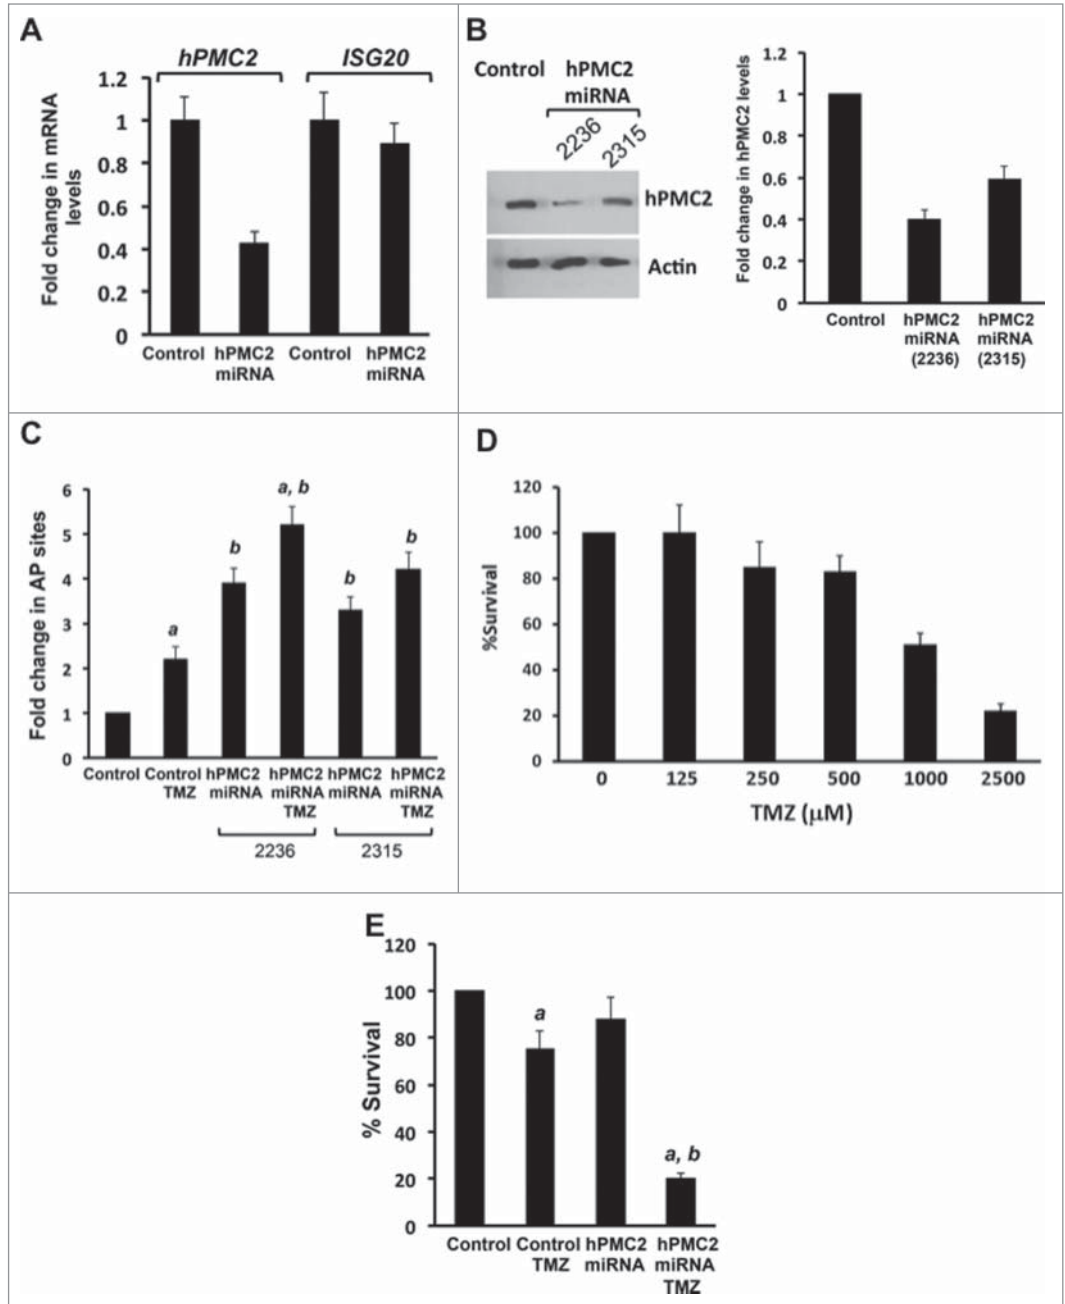 A
hPMC2 ISG20
Fold change in mRNA
levels
1.2
1
0.8
0.6
0.4
0.2
0
Control hPMC2 Control hPMC2
miRNA miRNA
B
Control hPMC2
miRNA
2236 2315
hPMC2
Actin
Fold change in hPMC2 levels
1.2
1
0.8
0.6
0.4
0.2
0
Control hPMC2 hPMC2
miRNA miRNA
(2236) (2315)
C
Fold change in AP sites
6
5
4
3
2
1
0
a
b
a, b
b
b
Control Control hPMC2 hPMC2 hPMC2 hPMC2
TMZ miRNA miRNA miRNA miRNA
TMZ TMZ
2236 2315
D
%Survival
120
100
80
60
40
20
0
0 125 250 500 1000 2500
TMZ (μM)
E
% Survival
120
100
80
60
40
20
0
a
a, b
Control Control hPMC2 hPMC2
TMZ miRNA miRNA
TMZ